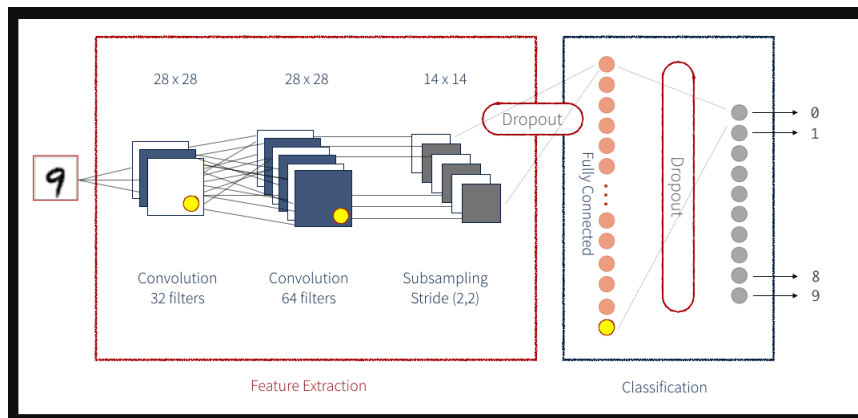 28 x 28
28 x 28
14 x 14
Dropout
9
Convolution
32 filters
Convolution
64 filters
Subsampling
Stride (2,2)
Feature Extraction
Fully Connected
Dropout
0
1
8
9
Classification